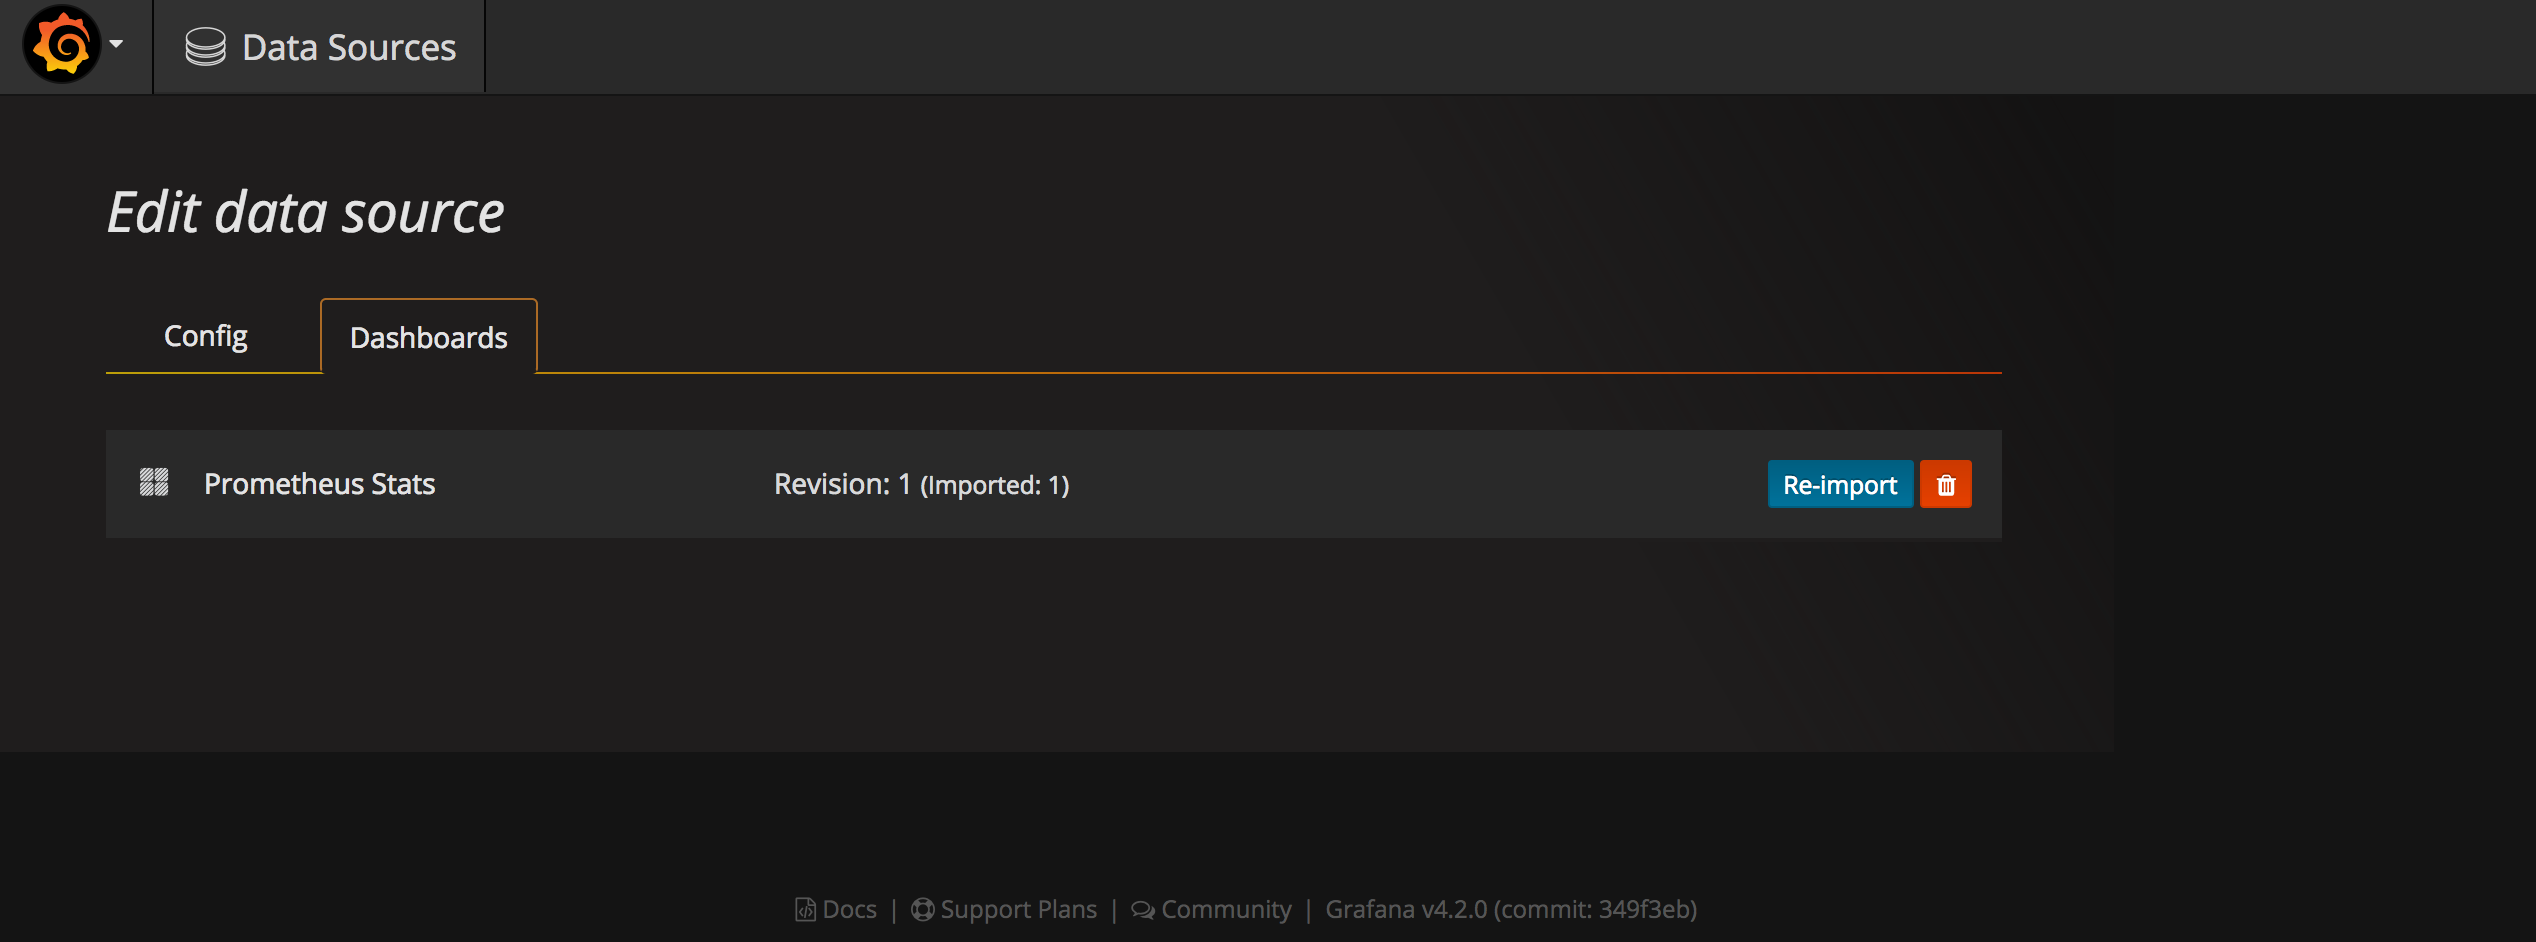 Data Sources
Edit data source
Config Dashboards
Prometheus Stats Revision: 1 (Imported: 1) Re-import
Docs | Support Plans | Community | Grafana v4.2.0 (commit: 349f3eb)